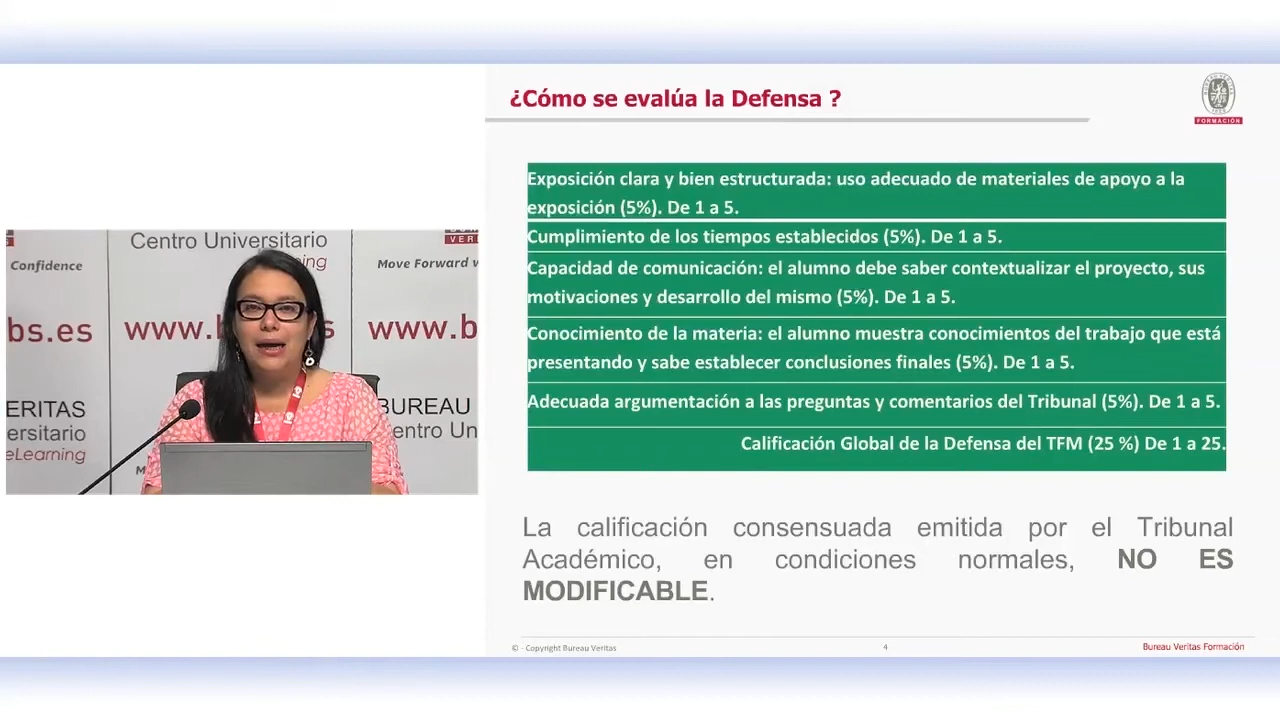 ¿Cómo se evalúa la Defensa ?
FORMACIÓN
Exposición clara y bien estructurada: uso adecuado de materiales de apoyo a la
exposición (5%). De 1 a 5.
Cumplimiento de los tiempos establecidos (5%). De 1 a 5.
Capacidad de comunicación: el alumno debe saber contextualizar el proyecto, sus
motivaciones y desarrollo del mismo (5%). De 1 a 5.
Conocimiento de la materia: el alumno muestra conocimientos del trabajo que está
presentando y sabe establecer conclusiones finales (5%). De 1 a 5.
Adecuada argumentación a las preguntas y comentarios del Tribunal (5%). De 1 a 5.
Calificación Global de la Defensa del TFM (25 %) De 1 a 25.
La calificación consensuada emitida por el Tribunal
Académico, en condiciones normales, NO ES
MODIFICABLE.
© - Copyright Bureau Veritas
4
Bureau Veritas Formación
Centro Universitario
Confidence
Move Forward
bs.es
www.b
s
www.b
ERITAS
BUREAU
ersitario
entro Un
eLearning